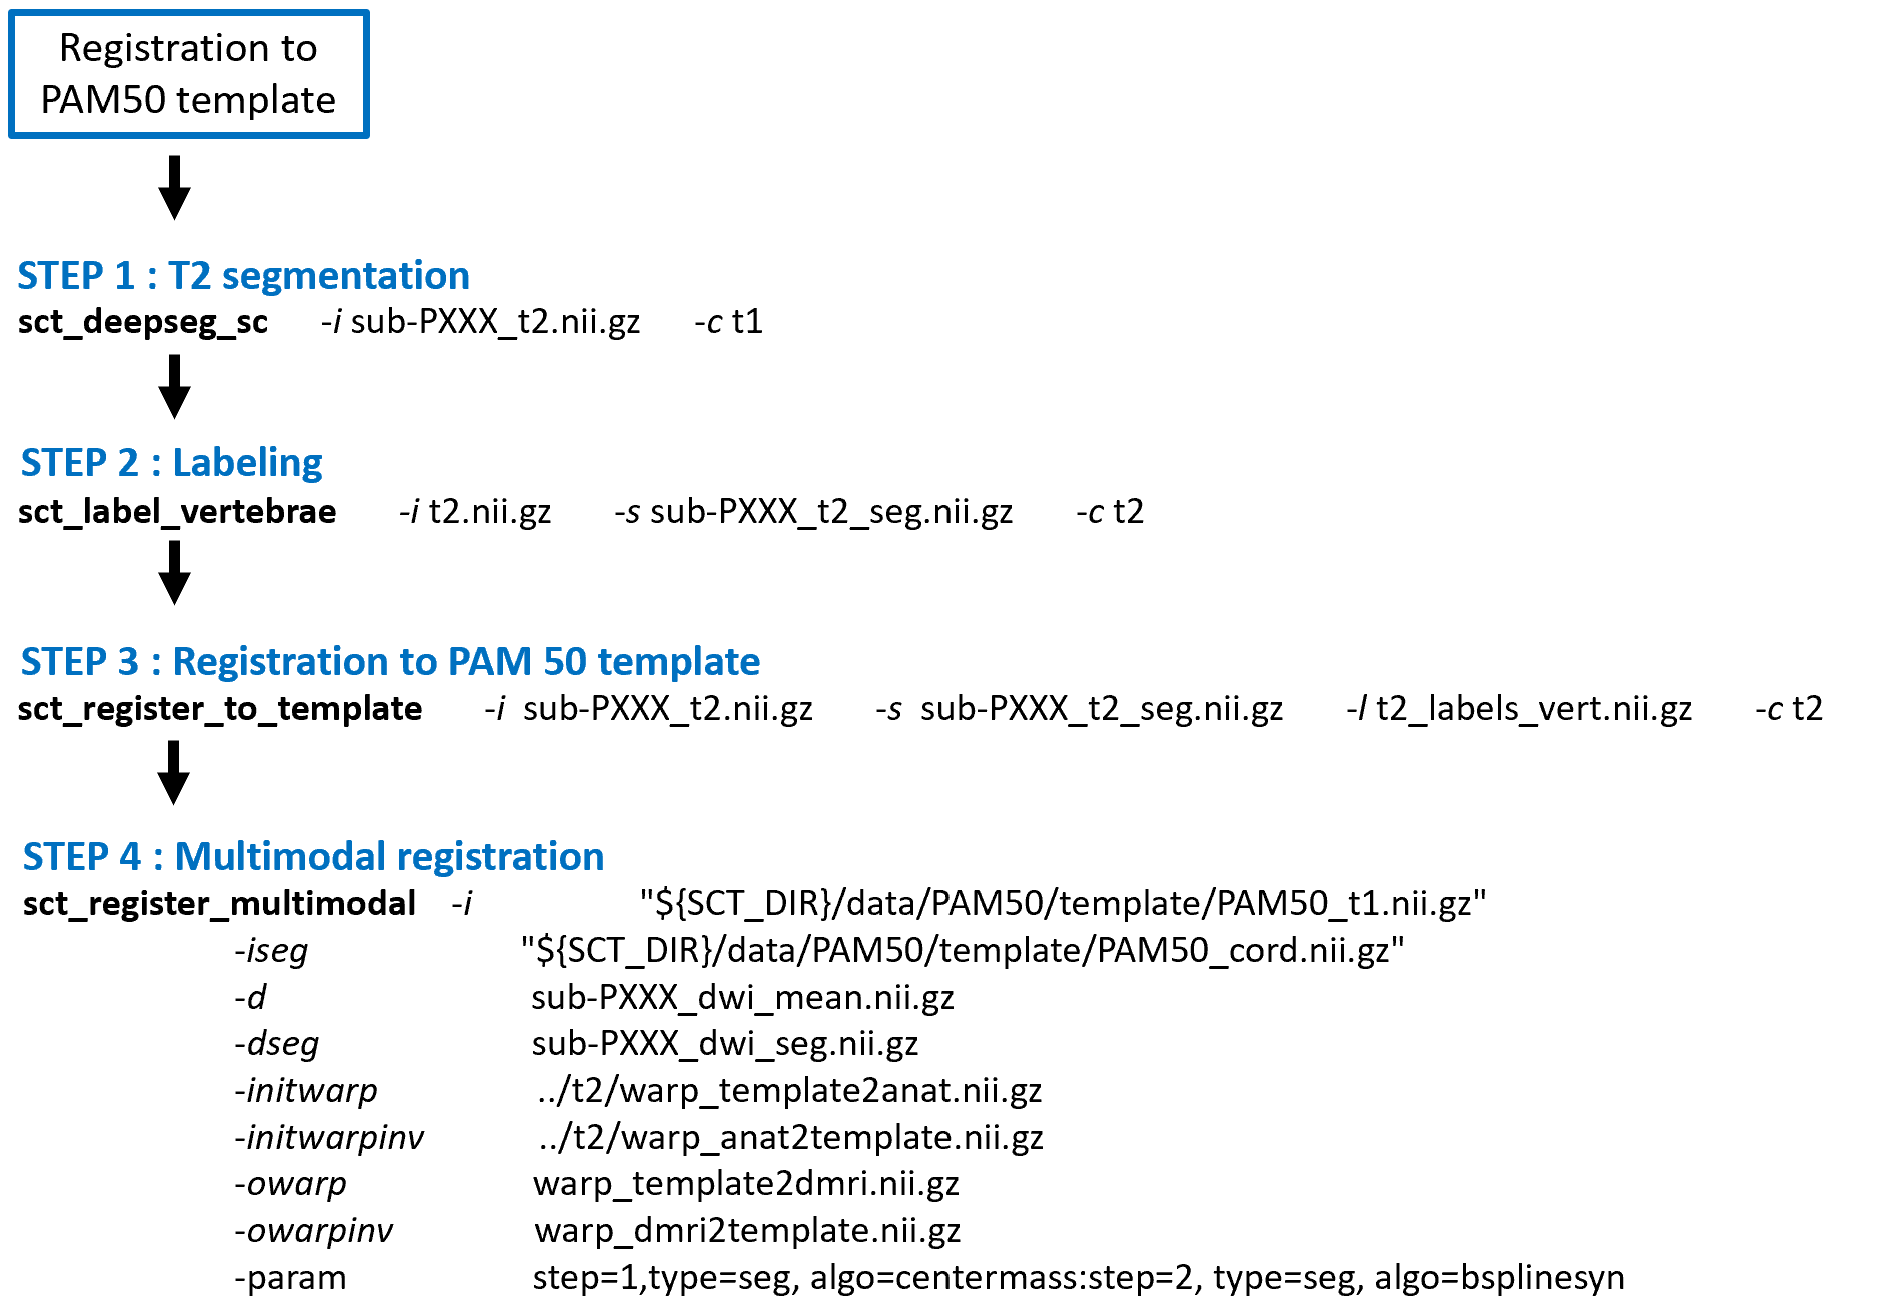 Registration to
PAM50 template
STEP 1 : T2 segmentation
sct_deepseg_sc -i sub-PXXX_t2.nii.gz -c t1
STEP 2 : Labeling
sct_label_vertebrae -i t2.nii.gz -s sub-PXXX_t2_seg.nii.gz -c t2
STEP 3 : Registration to PAM 50 template
sct_register_to_template -i sub-PXXX_t2.nii.gz -s sub-PXXX_t2_seg.nii.gz -l t2_labels_vert.nii.gz -c t2
STEP 4 : Multimodal registration
sct_register_multimodal -i "${SCT_DIR}/data/PAM50/template/PAM50_t1.nii.gz"
-iseg "${SCT_DIR}/data/PAM50/template/PAM50_cord.nii.gz"
-d sub-PXXX_dwi_mean.nii.gz
-dseg sub-PXXX_dwi_seg.nii.gz
-initwarp ../t2/warp_template2anat.nii.gz
-initwarpinv ../t2/warp_anat2template.nii.gz
-owarp warp_template2dmri.nii.gz
-owarpinv warp_dmri2template.nii.gz
-param step=1,type=seg, algo=centermass:step=2, type=seg, algo=bsplinesyn